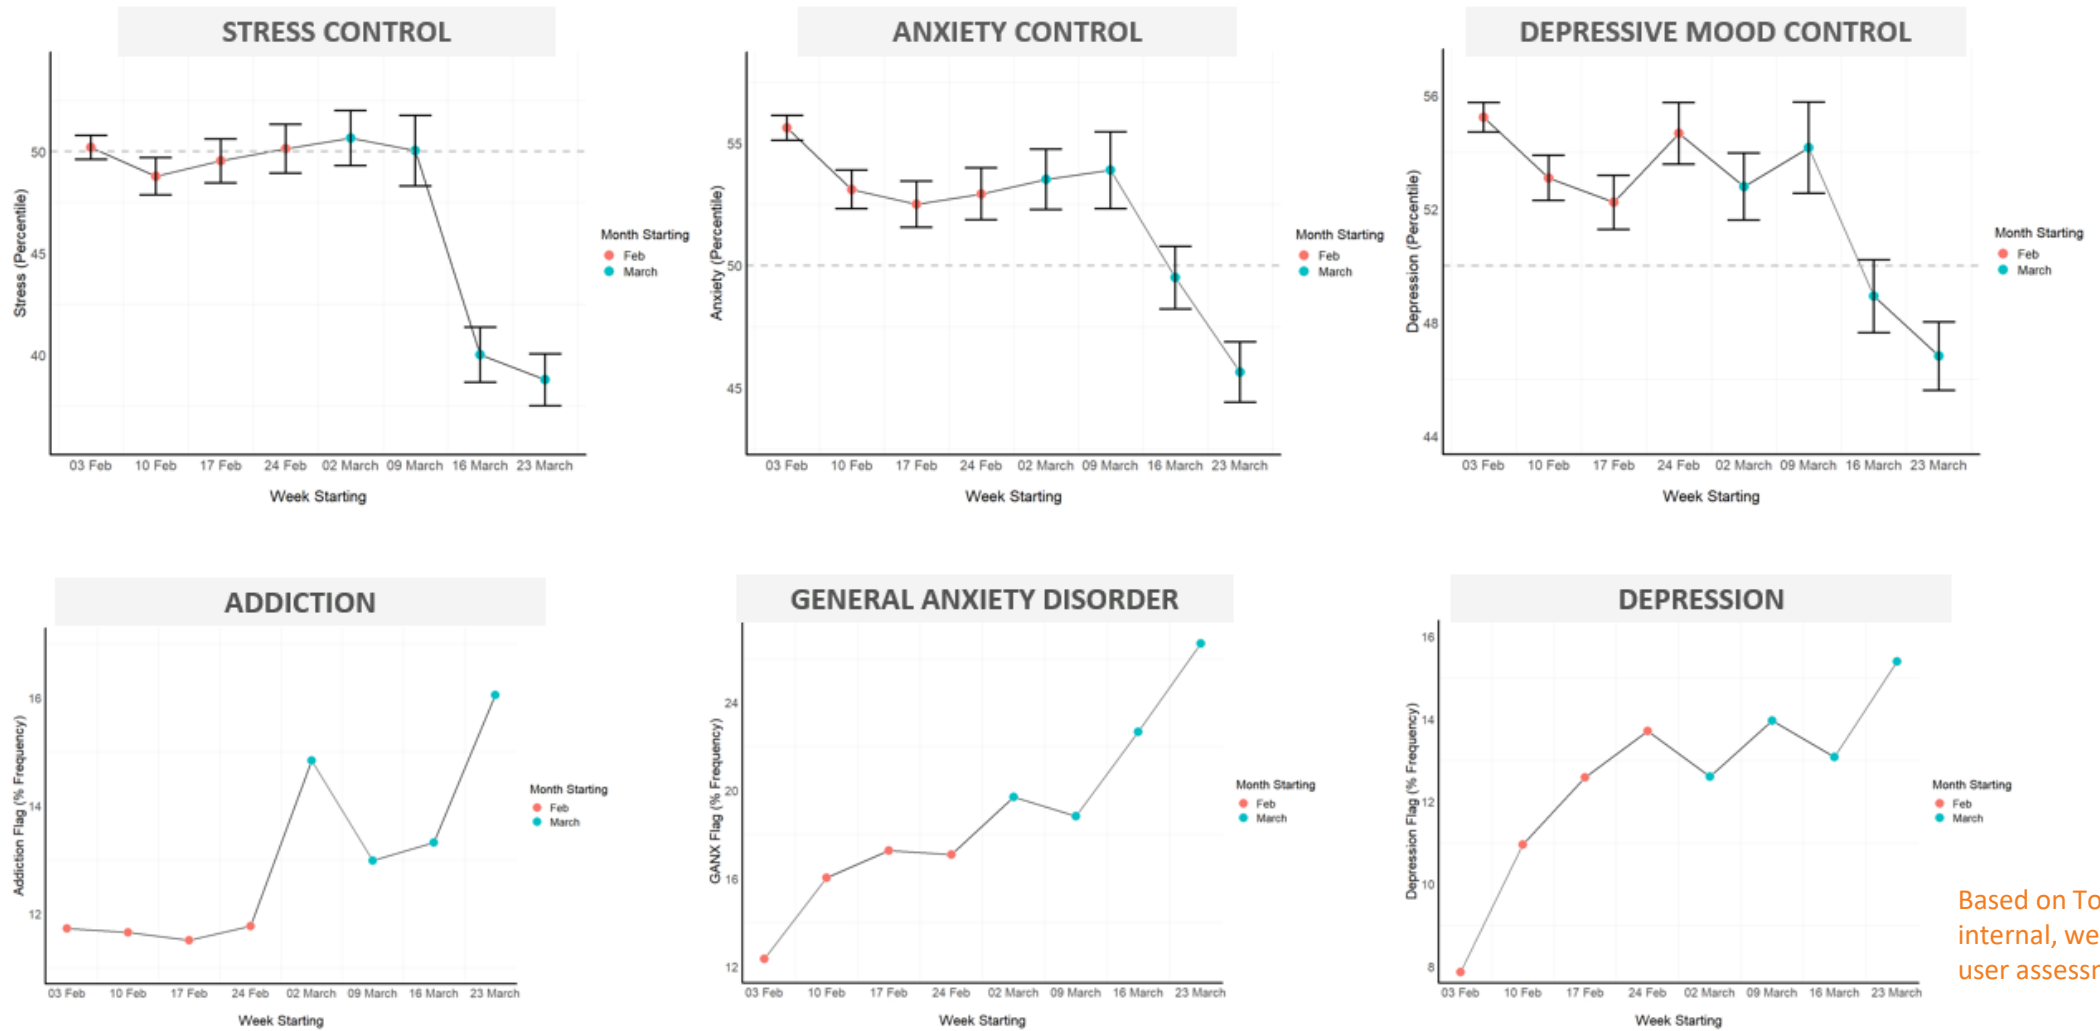 STRESS CONTROL
50
45
40
Stress (Percentile)
03 Feb 10 Feb 17 Feb 24 Feb 02 March 09 March 16 March 23 March
Week Starting
Month Starting
Feb
March
ANXIETY CONTROL
55
50
45
Anxiety (Percentile)
03 Feb 10 Feb 17 Feb 24 Feb 02 March 09 March 16 March 23 March
Week Starting
Month Starting
Feb
March
DEPRESSIVE MOOD CONTROL
56
52
48
44
Depression (Percentile)
03 Feb 10 Feb 17 Feb 24 Feb 02 March 09 March 16 March 23 March
Week Starting
Month Starting
Feb
March
ADDICTION
16
14
12
Addiction Flag (% Frequency)
03 Feb 10 Feb 17 Feb 24 Feb 02 March 09 March 16 March 23 March
Week Starting
Month Starting
Feb
March
GENERAL ANXIETY DISORDER
24
20
16
12
GANX Flag (% Frequency)
03 Feb 10 Feb 17 Feb 24 Feb 02 March 09 March 16 March 23 March
Week Starting
Month Starting
Feb
March
DEPRESSION
16
14
12
10
8
Depression Flag (% Frequency)
03 Feb 10 Feb 17 Feb 24 Feb 02 March 09 March 16 March 23 March
Week Starting
Month Starting
Feb
March
Based on
internal,
user